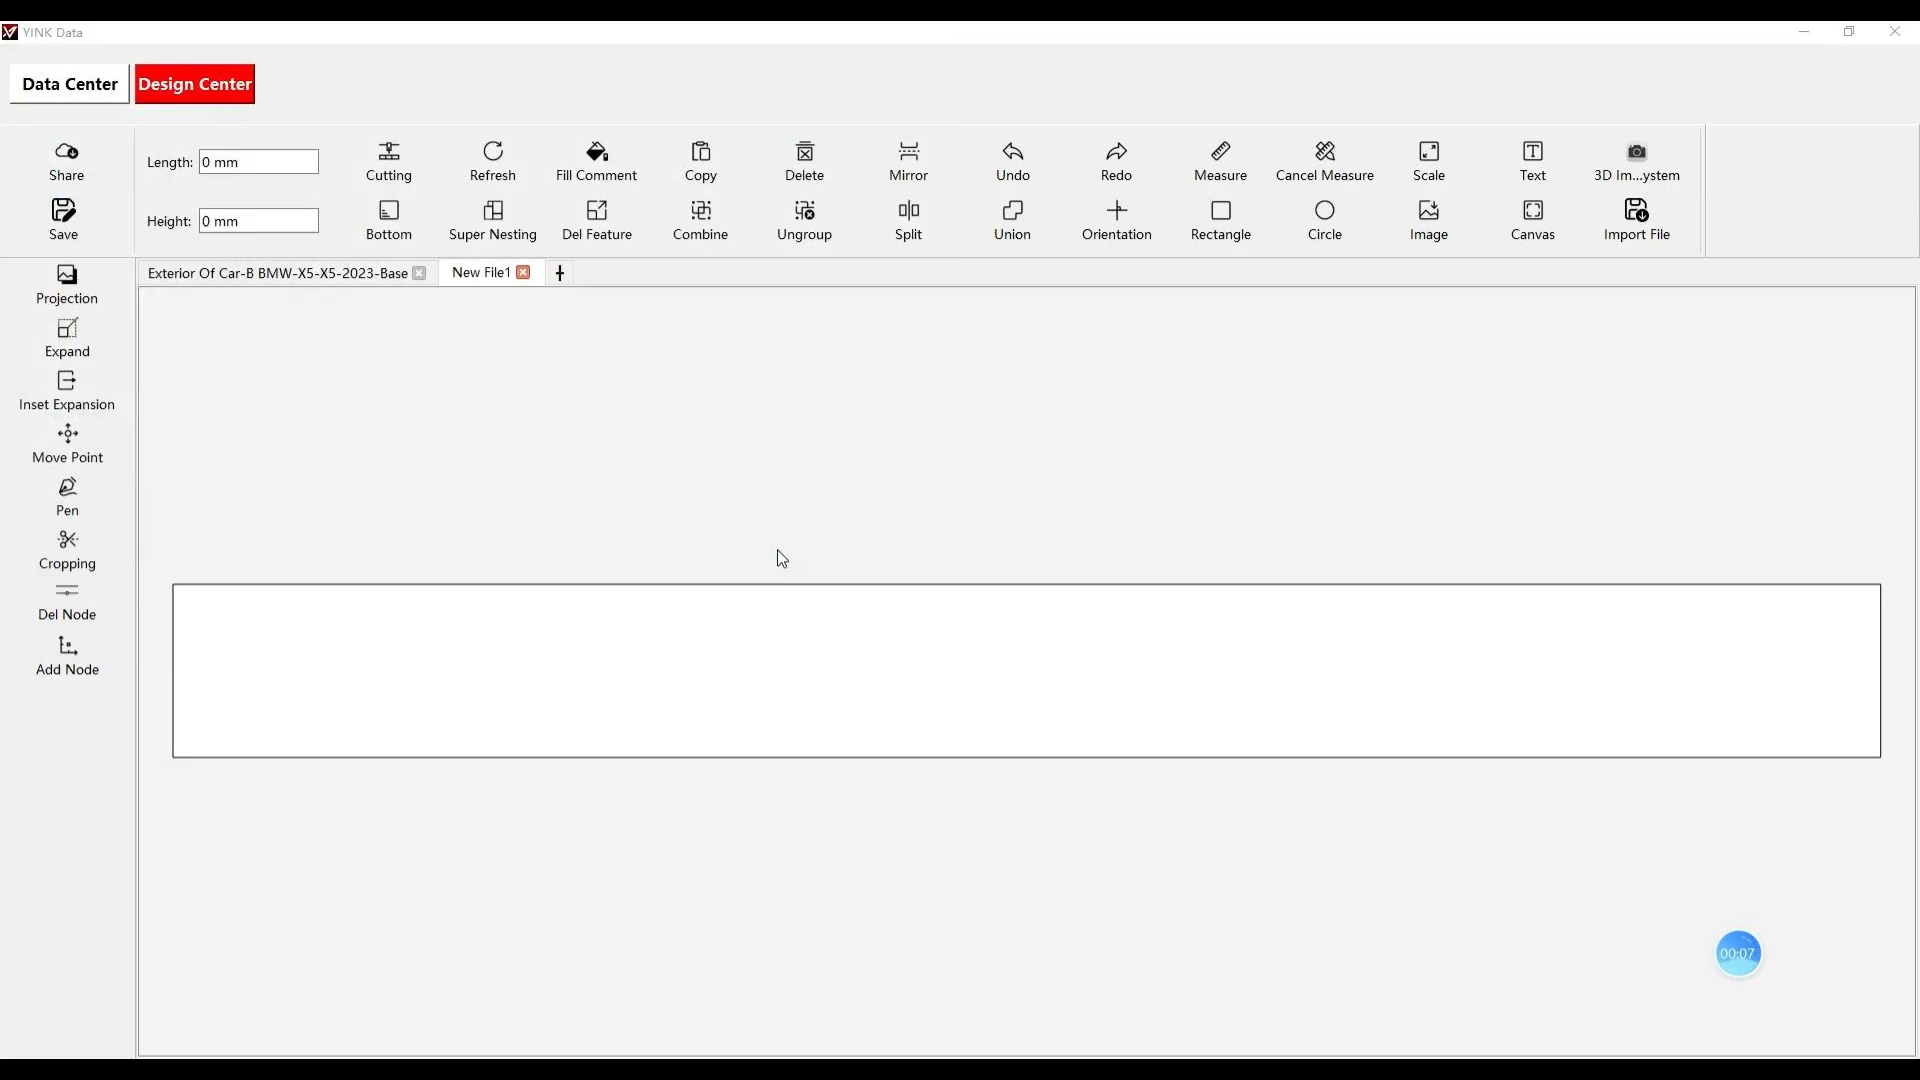 YINK Data
Data Center Design Center
Share
Save
Length: 0 mm
Height: 0 mm
Cutting Refresh Fill Comment Copy Delete Mirror Undo Redo Measure Cancel Measure Scale Text 3D Im...ystem
Bottom Super Nesting Del Feature Combine Ungroup Split Union Orientation Rectangle Circle Image Canvas Import File
Exterior Of Car-B BMW-X5-X5-2023-Base New File1
Projection
Expand
Inset Expansion
Move Point
Pen
Cropping
Del Node
Add Node
00:07